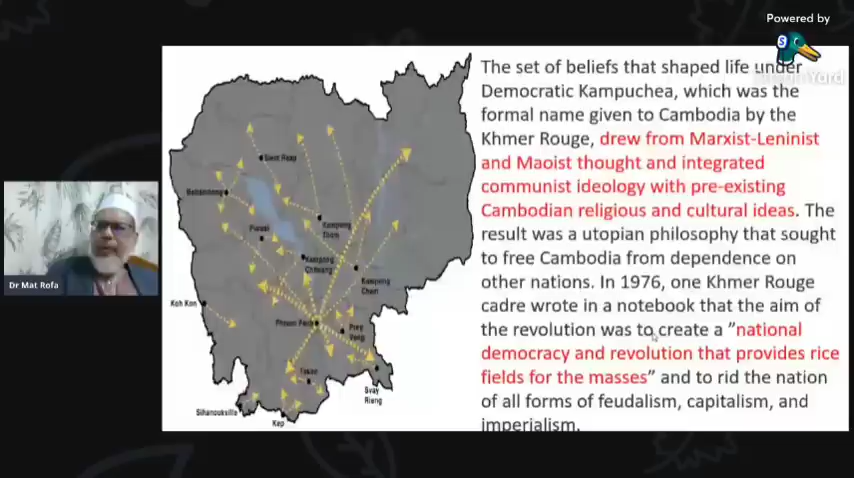 Powered by
S
Yard
The set of beliefs that shaped life under
Democratic Kampuchea, which was the
formal name given to Cambodia by the
Khmer Rouge, drew from Marxist-Leninist
and Maoist thought and integrated
communist ideology with pre-existing
Cambodian religious and cultural ideas. The
result was a utopian philosophy that sought
to free Cambodia from dependence on
other nations. In 1976, one Khmer Rouge
cadre wrote in a notebook that the aim of
the revolution was to create a ”national
democracy and revolution that provides rice
fields for the masses” and to rid the nation
of all forms of feudalism, capitalism, and
imperialism.
Siem Reap
Pursat
Kampong
Thom
Kampong
Chhnang
Kampong
Cham
Koh Kon
Phnom Penh
Prey
Veng
Takeo
Svay
Rieng
Sihanoukville
Kep
Dr Mat Rofa